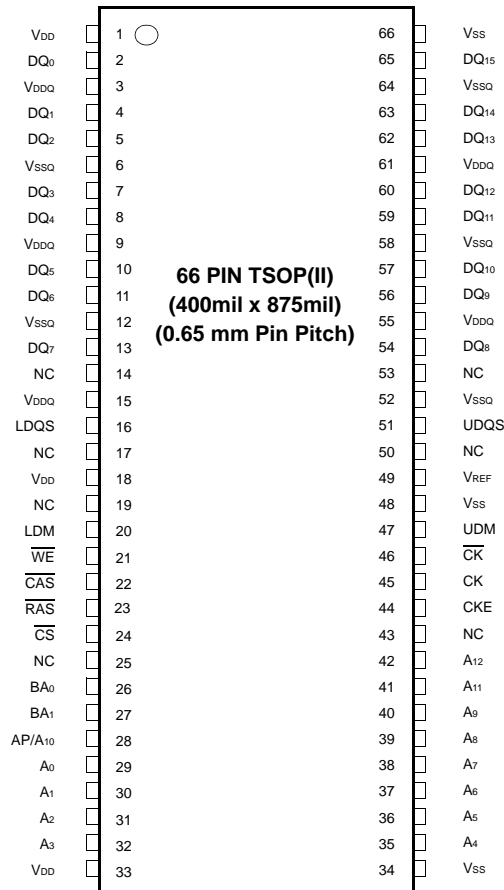 VDD 1 66 VSS
DQ0 2 65 DQ15
VDDQ 3 64 VSSQ
DQ1 4 63 DQ14
DQ2 5 62 DQ13
VSSQ 6 61 VDDQ
DQ3 7 60 DQ12
DQ4 8 59 DQ11
VDDQ 9 58 VSSQ
DQ5 10 57 DQ10
66 PIN TSOP(II)
DQ6 11 56 DQ9
(400mil x 875mil)
VSSQ 12 55 VDDQ
(0.65 mm Pin Pitch)
DQ7 13 54 DQ8
NC 14 53 NC
VDDQ 15 52 VSSQ
LDQS 16 51 UDQS
NC 17 50 NC
VDD 18 49 VREF
NC 19 48 VSS
LDM 20 47 UDM
W̅E̅ 21 46 C̅K̅
C̅A̅S̅ 22 45 CK
R̅A̅S̅ 23 44 CKE
C̅S̅ 24 43 NC
NC 25 42 A12
BA0 26 41 A11
BA1 27 40 A9
AP/A10 28 39 A8
A0 29 38 A7
A1 30 37 A6
A2 31 36 A5
A3 32 35 A4
VDD 33 34 VSS